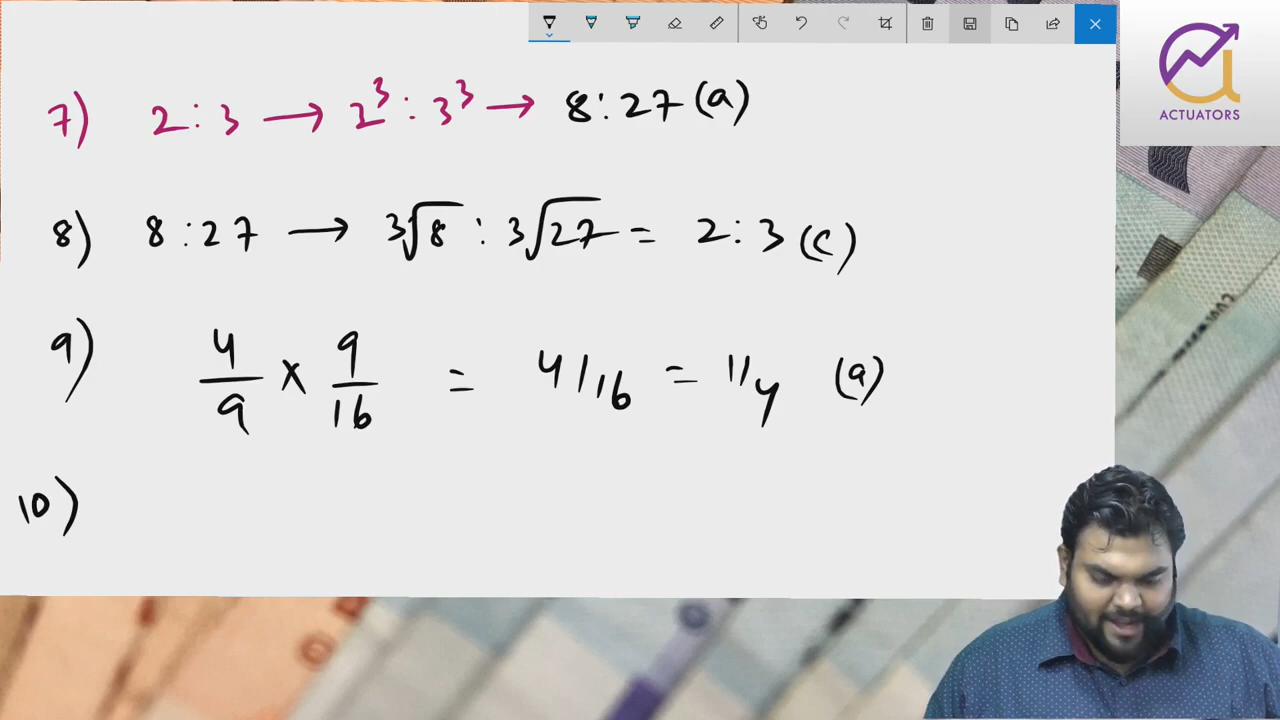 ACTUATORS
7) 2:3 → 2³ : 3³ → 8:27 (a)
8) 8:27 → 3√8 : 3√27 = 2:3 (c)
9) 4/9 x 9/16 = 4/16 = 1/4 (a)
10)